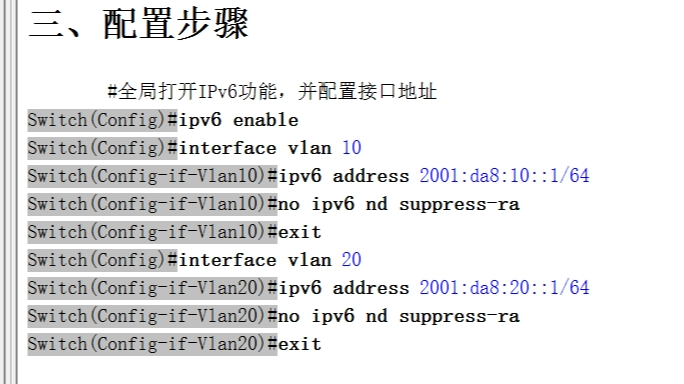 三、配置步骤
#全局打开IPv6功能，并配置接口地址
Switch(Config)#ipv6 enable
Switch(Config)#interface vlan 10
Switch(Config-if-Vlan10)#ipv6 address 2001:da8:10::1/64
Switch(Config-if-Vlan10)#no ipv6 nd suppress-ra
Switch(Config-if-Vlan10)#exit
Switch(Config)#interface vlan 20
Switch(Config-if-Vlan20)#ipv6 address 2001:da8:20::1/64
Switch(Config-if-Vlan20)#no ipv6 nd suppress-ra
Switch(Config-if-Vlan20)#exit